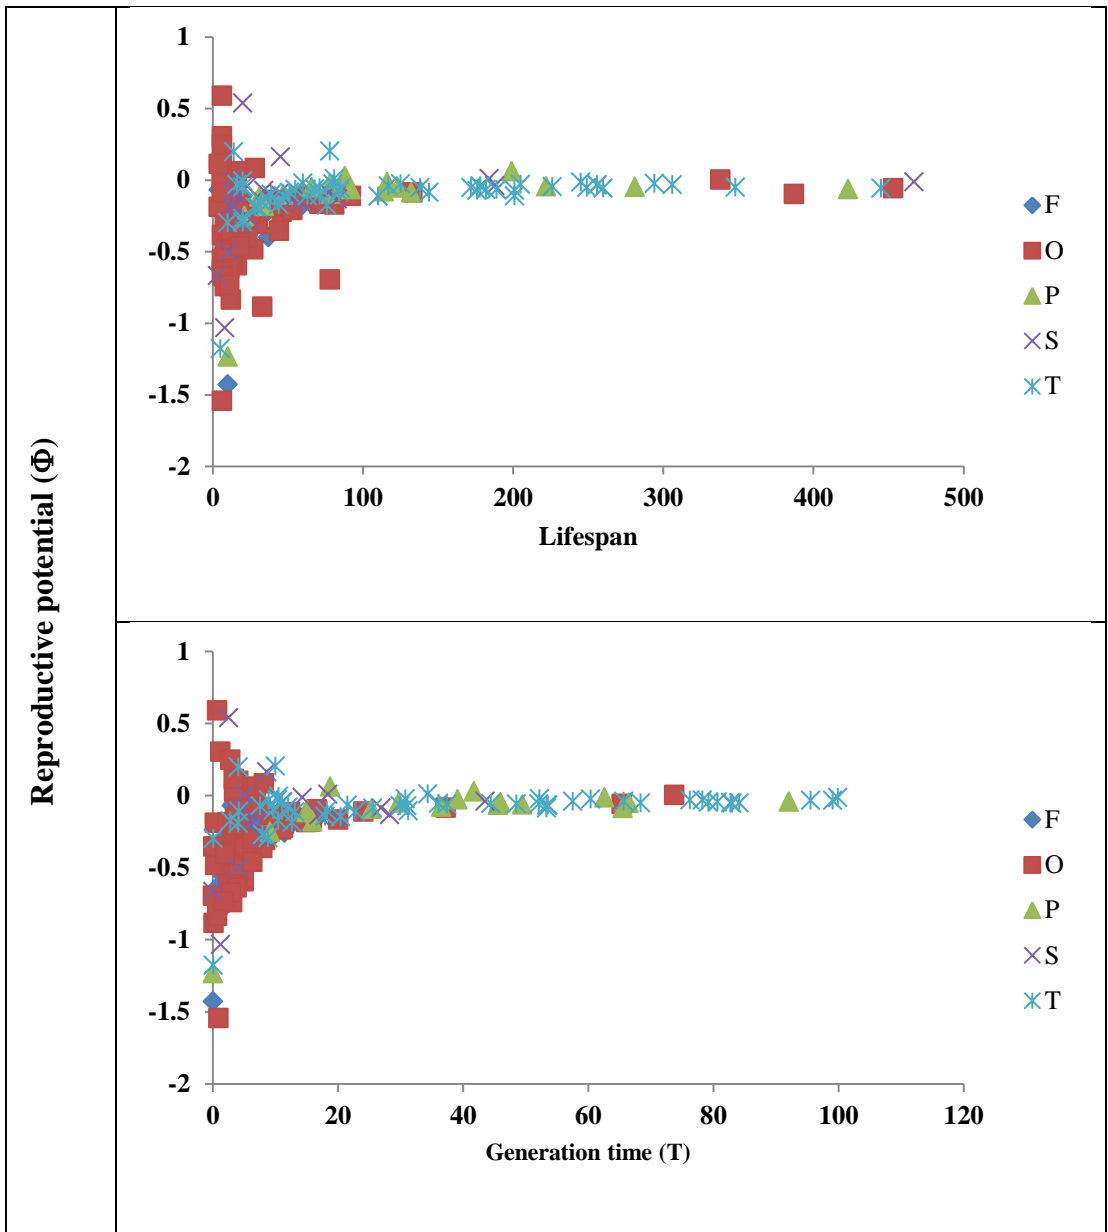 Reproductive potential (Φ)
1
0.5
0
-0.5
-1
-1.5
-2
0 100 200 300 400 500
Lifespan
F
O
P
S
T
1
0.5
0
-0.5
-1
-1.5
-2
0 20 40 60 80 100 120
Generation time (T)
F
O
P
S
T